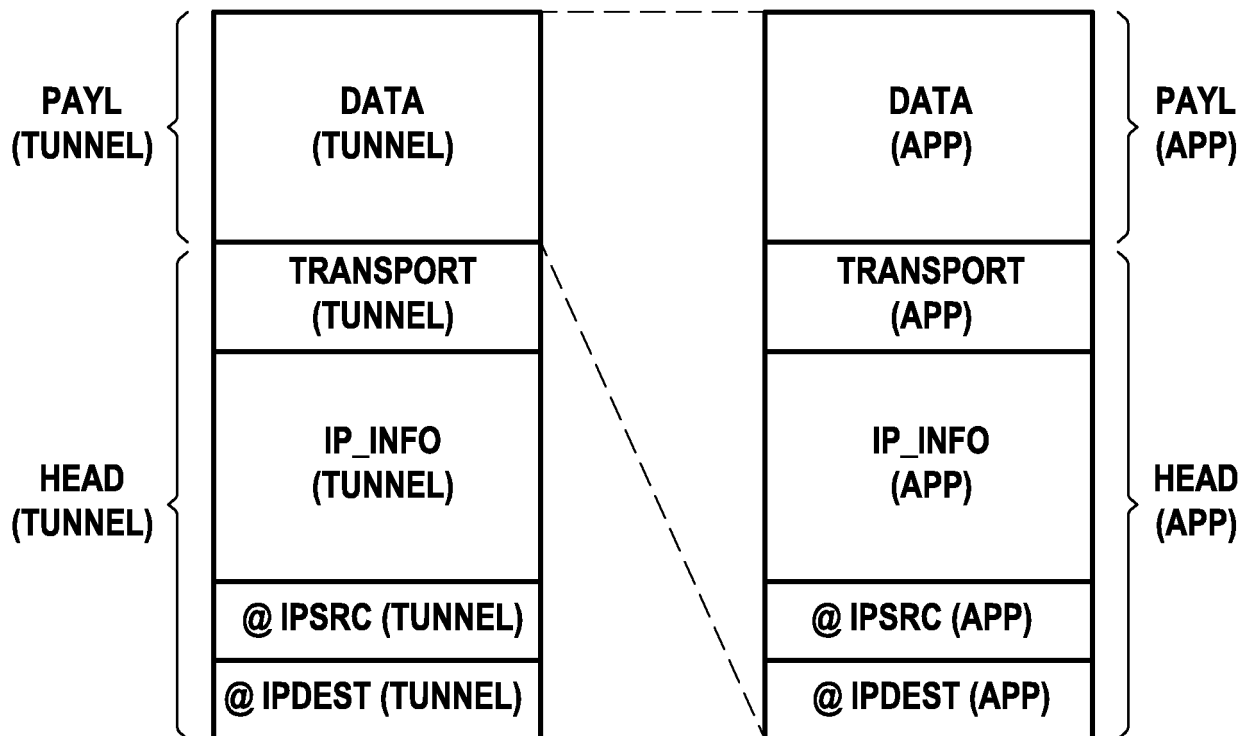 PAYL
(TUNNEL)
DATA
(TUNNEL)
TRANSPORT
(TUNNEL)
HEAD
(TUNNEL)
IP_INFO
(TUNNEL)
@ IPSRC (TUNNEL)
@ IPDEST (TUNNEL)
DATA
(APP)
PAYL
(APP)
TRANSPORT
(APP)
IP_INFO
(APP)
HEAD
(APP)
@ IPSRC (APP)
@ IPDEST (APP)